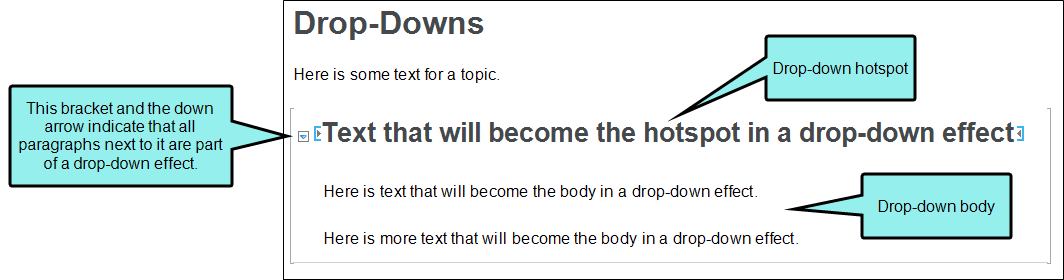 Drop-Downs
Here is some text for a topic.
Drop-down hotspot
This bracket and the down
arrow indicate that all
paragraphs next to it are part
of a drop-down effect.
Text that will become the hotspot in a drop-down effect
Here is text that will become the body in a drop-down effect.
Drop-down body
Here is more text that will become the body in a drop-down effect.